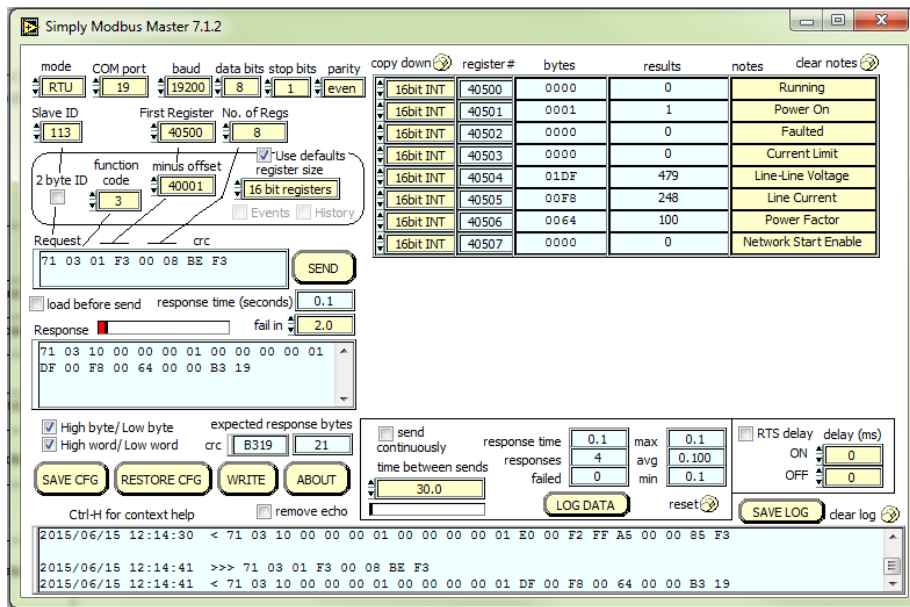 Simply Modbus Master 7.1.2
mode COM port baud data bits stop bits parity
RTU 19 19200 8 1 even
Slave ID First Register No. of Regs
113 40500 8
2 byte ID function code minus offset Use defaults register size
3 40001 16 bit registers
Events History
Request crc
71 03 01 F3 00 08 BE F3
SEND
load before send response time (seconds) 0.1
Response fail in 2.0
71 03 10 00 00 00 01 00 00 00 00 01
DF 00 F8 00 64 00 00 B3 19
High byte/Low byte expected response bytes
High word/Low word crc B319 21
SAVE CFG RESTORE CFG WRITE ABOUT
Ctrl-H for context help remove echo
copy down register # bytes results notes clear notes
16bit INT 40500 0000 0 Running
16bit INT 40501 0001 1 Power On
16bit INT 40502 0000 0 Faulted
16bit INT 40503 0000 0 Current Limit
16bit INT 40504 01DF 479 Line-Line Voltage
16bit INT 40505 00F8 248 Line Current
16bit INT 40506 0064 100 Power Factor
16bit INT 40507 0000 0 Network Start Enable
send continuously
time between sends
30.0
response time 0.1 max 0.1
responses 4 avg 0.100
failed 0 min 0.1
LOG DATA reset
RTS delay delay (ms)
ON 0
OFF 0
SAVE LOG clear log
2015/06/15 12:14:30 < 71 03 10 00 00 00 01 00 00 00 00 01 E0 00 F2 FF A5 00 00 85 F3
2015/06/15 12:14:41 >>> 71 03 01 F3 00 08 BE F3
2015/06/15 12:14:41 < 71 03 10 00 00 00 01 00 00 00 00 01 DF 00 F8 00 64 00 00 B3 19